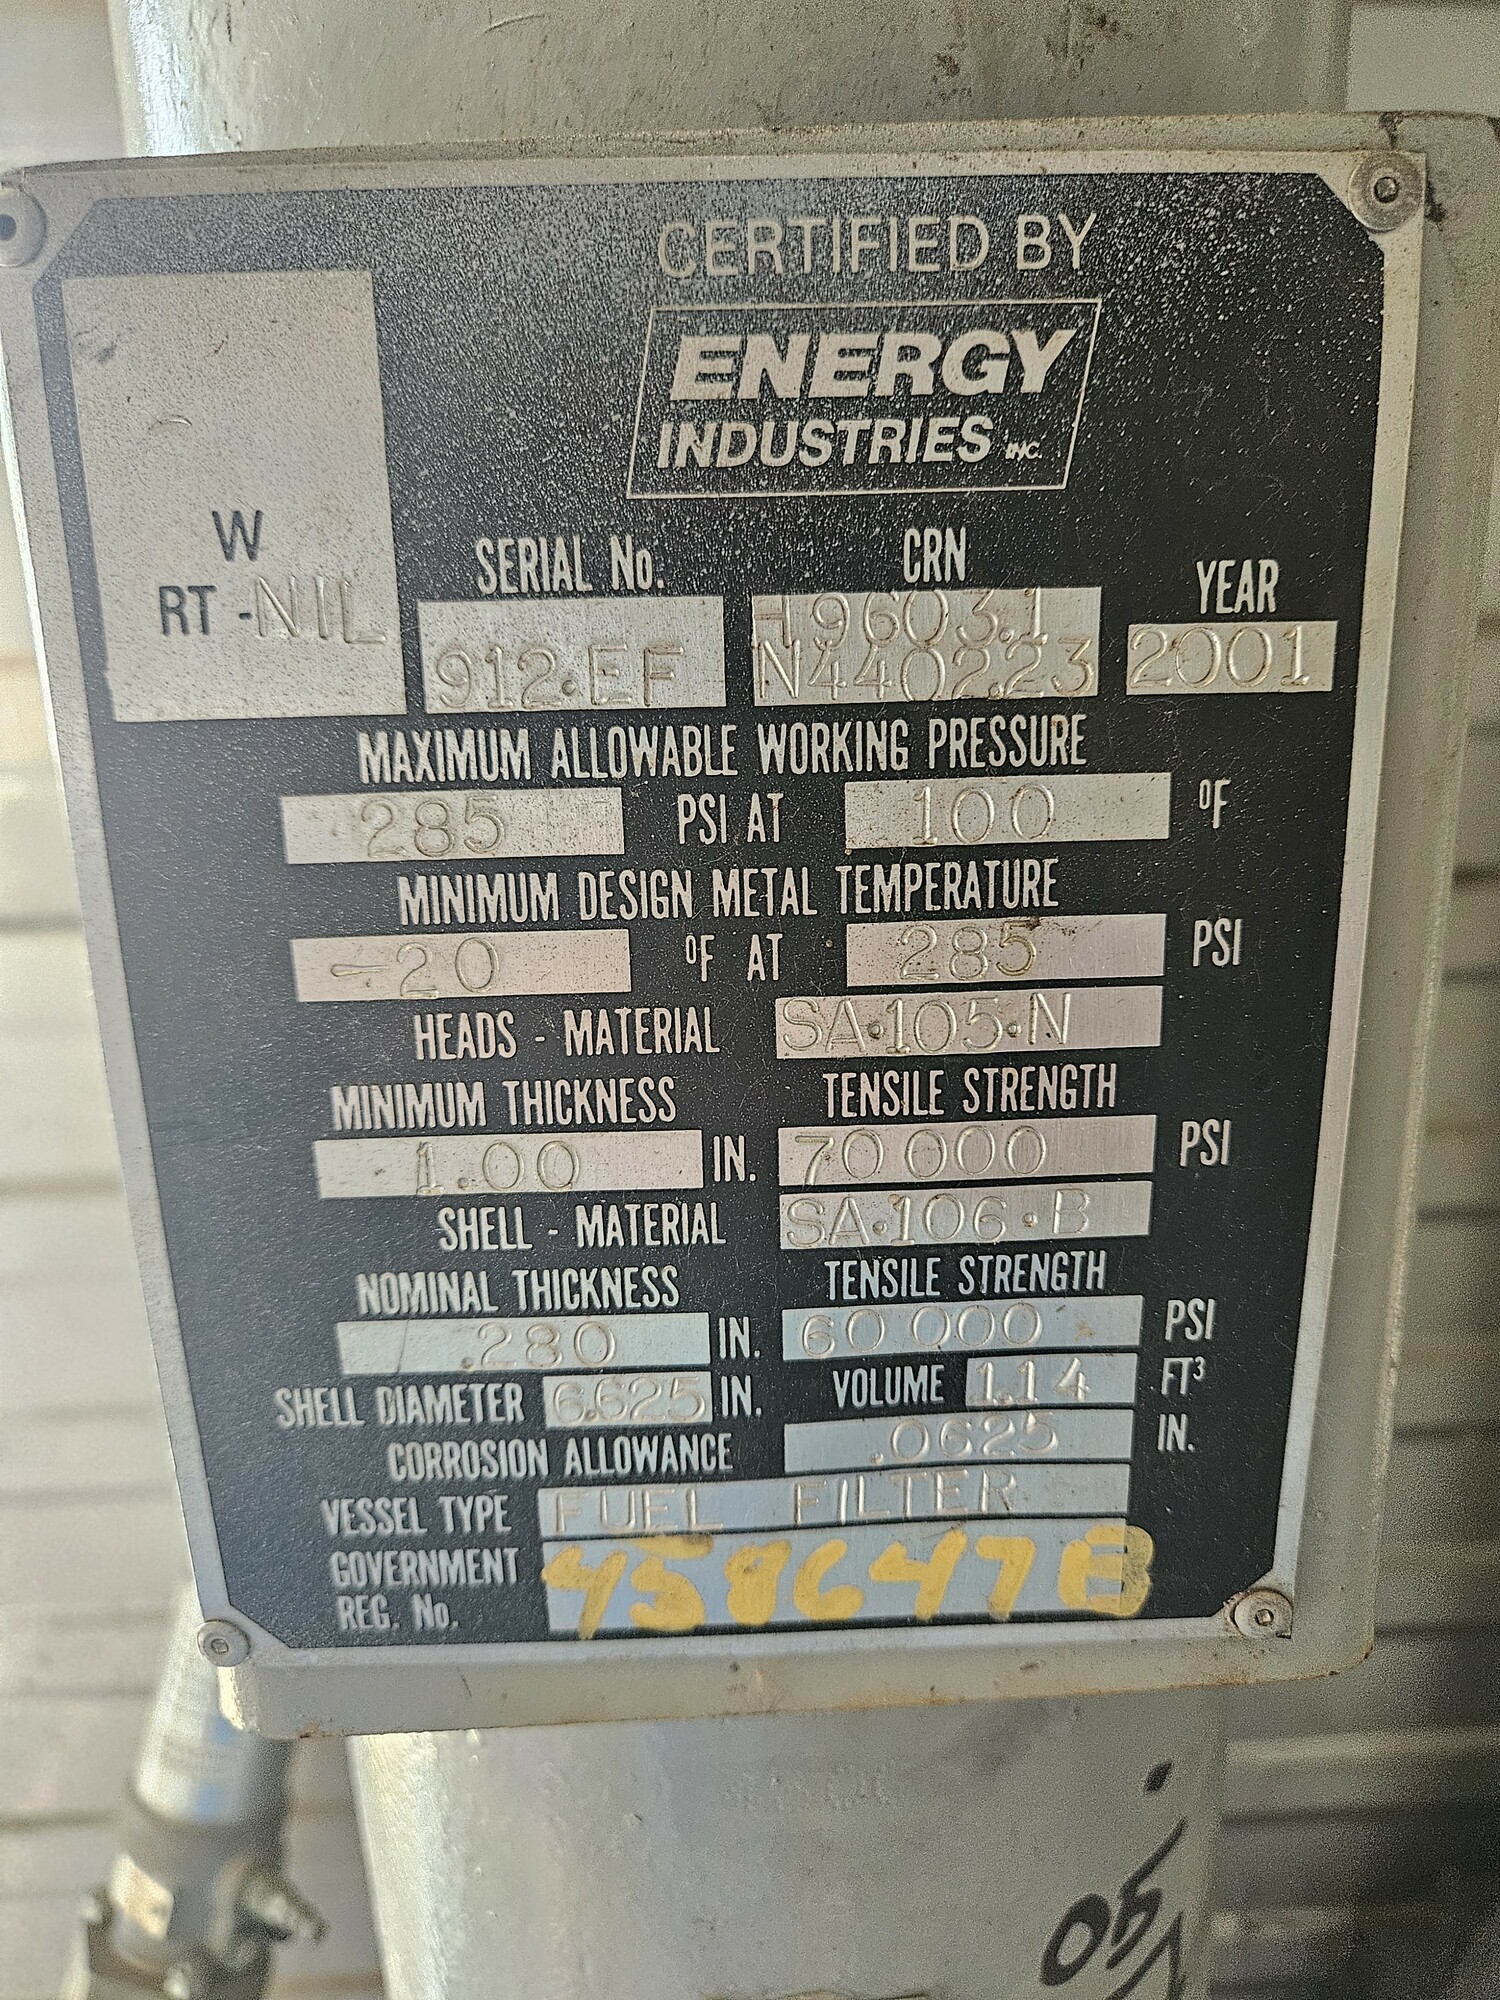 CERTIFIED BY
ENERGY
INDUSTRIES INC.
W
RT - NIL
SERIAL No. CRN YEAR
912·EF H9603.1 N4402.23 2001
MAXIMUM ALLOWABLE WORKING PRESSURE
285 PSI AT 100 °F
MINIMUM DESIGN METAL TEMPERATURE
-20 °F AT 285 PSI
HEADS - MATERIAL SA·105·N
MINIMUM THICKNESS TENSILE STRENGTH
1.00 IN. 70 000 PSI
SHELL - MATERIAL SA·106·B
NOMINAL THICKNESS TENSILE STRENGTH
.280 IN. 60 000 PSI
SHELL DIAMETER 6.625 IN. VOLUME 1.14 FT³
CORROSION ALLOWANCE .0625 IN.
VESSEL TYPE FUEL FILTER
GOVERNMENT
REG. No. 458647